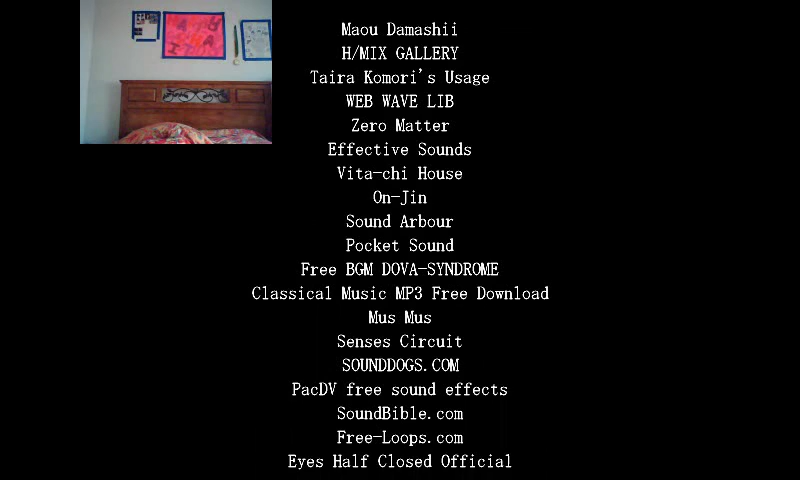 Maou Damashii
H/MIX GALLERY
Taira Komori's Usage
WEB WAVE LIB
Zero Matter
Effective Sounds
Vita-chi House
On-Jin
Sound Arbour
Pocket Sound
Free BGM DOVA-SYNDROME
Classical Music MP3 Free Download
Mus Mus
Senses Circuit
SOUNDDOGS.COM
PacDV free sound effects
SoundBible.com
Free-Loops.com
Eyes Half Closed Official